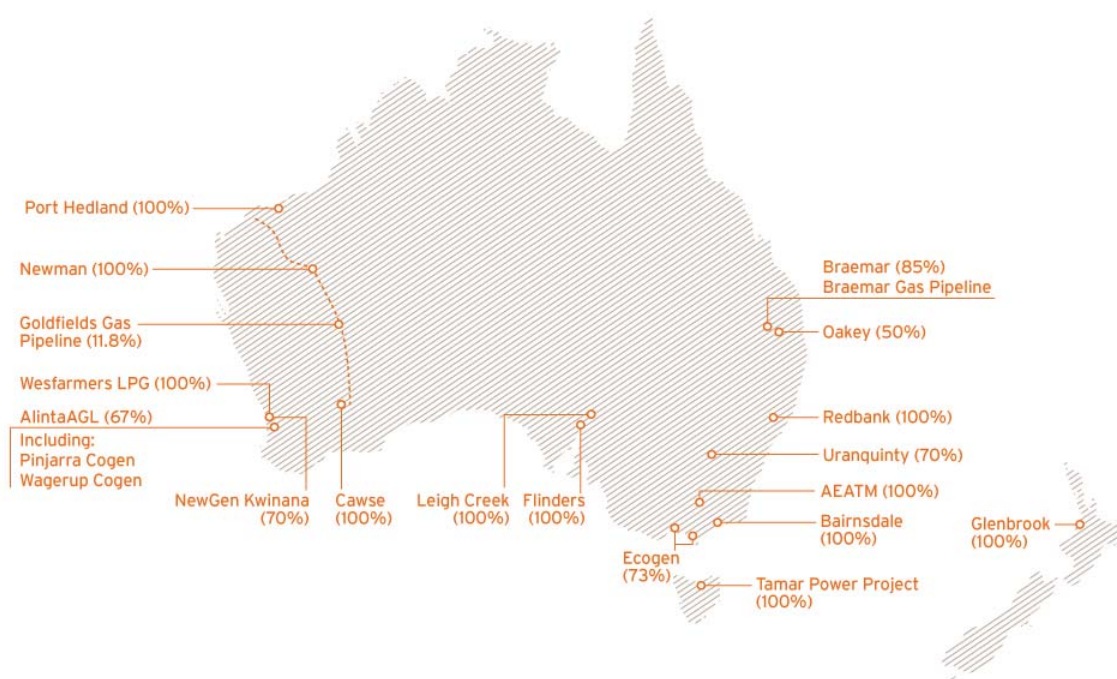 Port Hedland (100%)
Newman (100%)
Goldfields Gas
Pipeline (11.8%)
Wesfarmers LPG (100%)
AlintaAGL (67%)
Including:
Pinjarra Cogen
Wagerup Cogen
NewGen Kwinana
(70%)
Cawse
(100%)
Leigh Creek
(100%)
Flinders
(100%)
Braemar (85%)
Braemar Gas Pipeline
Oakey (50%)
Redbank (100%)
Uranquinty (70%)
AEATM (100%)
Bairnsdale
(100%)
Ecogen
(73%)
Tamar Power Project
(100%)
Glenbrook
(100%)